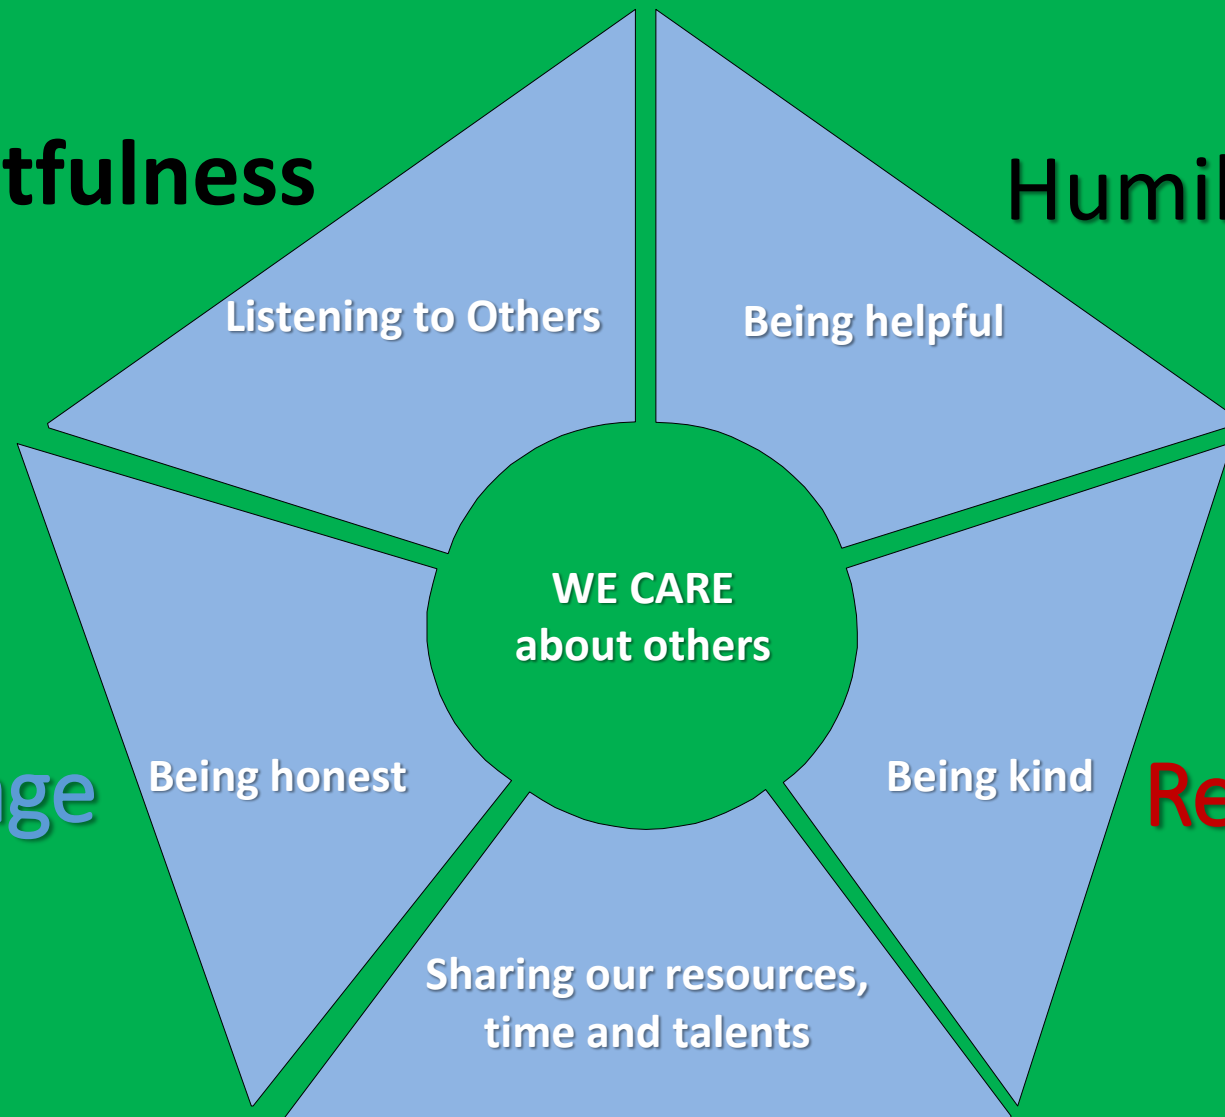 tfulness
Humil
Listening to Others
Being helpful
WE CARE
about others
Being honest
Being kind
age
Re
Sharing our resources,
time and talents